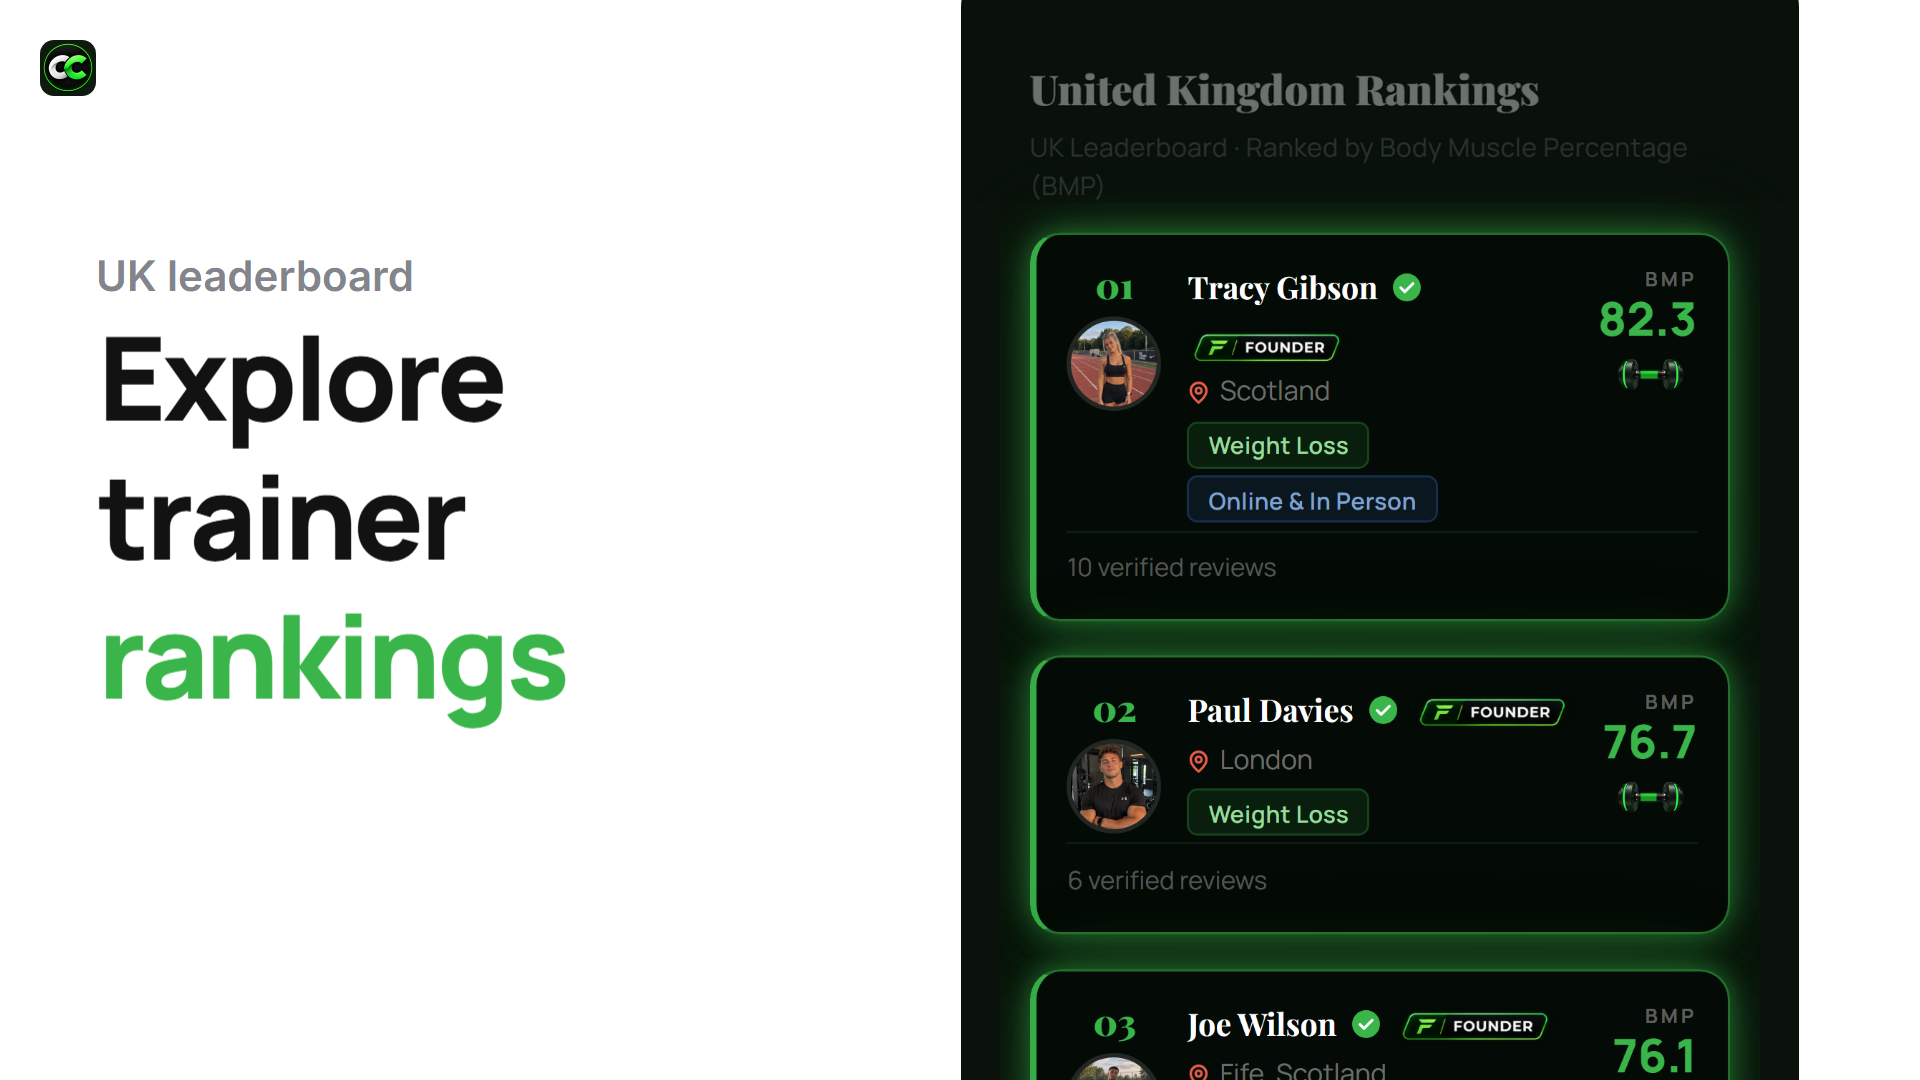 CC
UK leaderboard
Explore
trainer
rankings
United Kingdom Rankings
UK Leaderboard · Ranked by Body Muscle Percentage
(BMP)
01
Tracy Gibson
BMP
82.3
F / FOUNDER
Scotland
Weight Loss
Online & In Person
10 verified reviews
02
Paul Davies
F / FOUNDER
BMP
76.7
London
Weight Loss
6 verified reviews
03
Joe Wilson
F / FOUNDER
BMP
76.1
Fife, Scotland